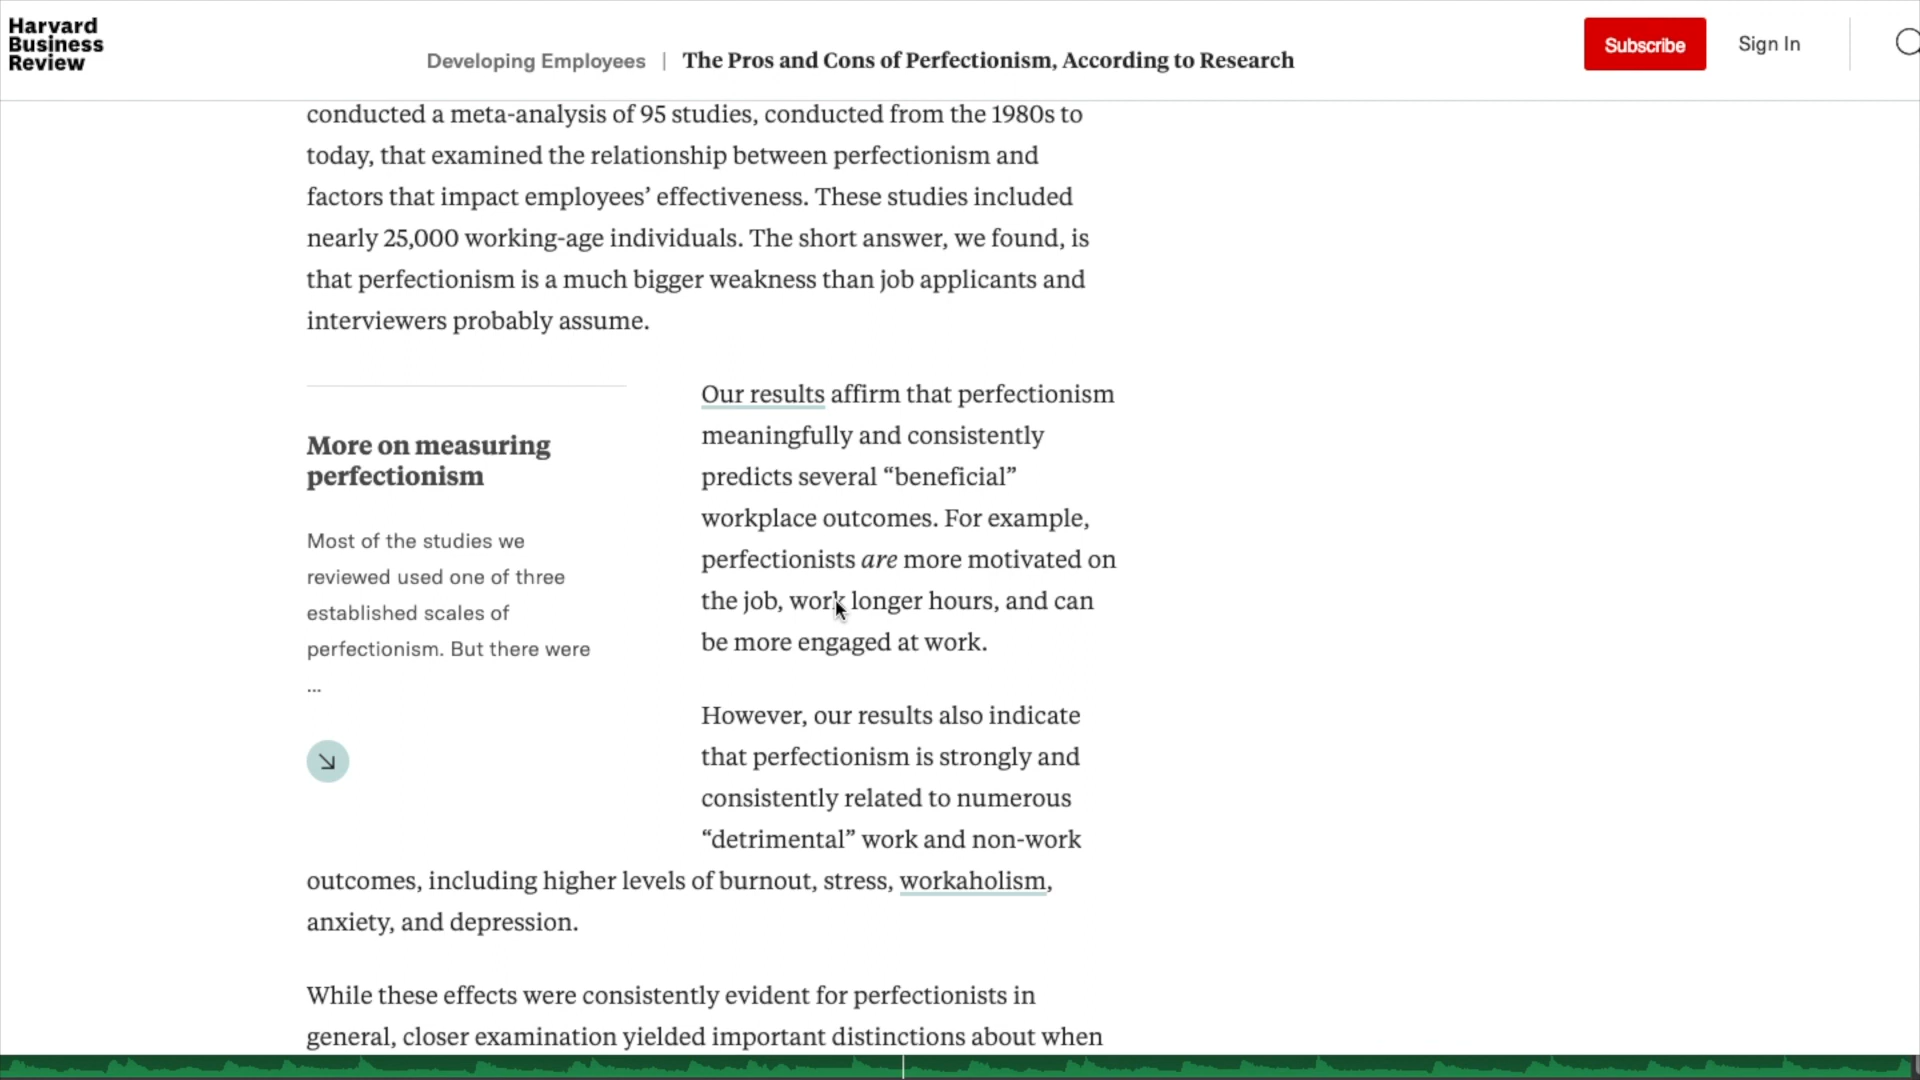 Harvard
Business
Review
Developing Employees | The Pros and Cons of Perfectionism, According to Research
Subscribe
Sign In
conducted a meta-analysis of 95 studies, conducted from the 1980s to
today, that examined the relationship between perfectionism and
factors that impact employees’ effectiveness. These studies included
nearly 25,000 working-age individuals. The short answer, we found, is
that perfectionism is a much bigger weakness than job applicants and
interviewers probably assume.
More on measuring
perfectionism
Most of the studies we
reviewed used one of three
established scales of
perfectionism. But there were
...
Our results affirm that perfectionism
meaningfully and consistently
predicts several “beneficial”
workplace outcomes. For example,
perfectionists are more motivated on
the job, work longer hours, and can
be more engaged at work.
However, our results also indicate
that perfectionism is strongly and
consistently related to numerous
“detrimental” work and non-work
outcomes, including higher levels of burnout, stress, workaholism,
anxiety, and depression.
While these effects were consistently evident for perfectionists in
general, closer examination yielded important distinctions about when